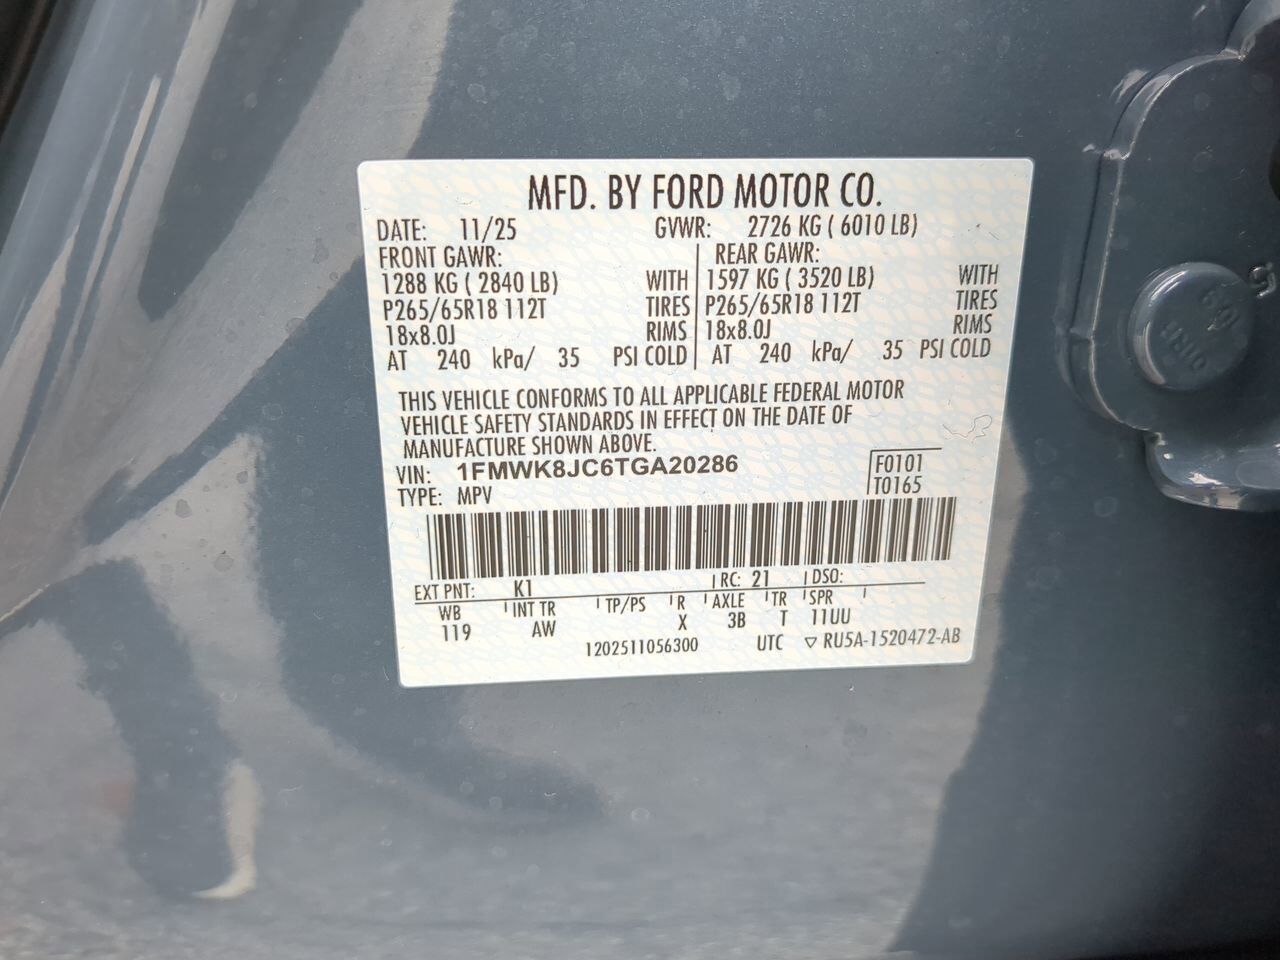 MFD. BY FORD MOTOR CO.
DATE: 11/25 GVWR: 2726 KG ( 6010 LB)
FRONT GAWR: REAR GAWR:
1288 KG ( 2840 LB) WITH 1597 KG ( 3520 LB) WITH
P265/65R18 112T TIRES P265/65R18 112T TIRES
18x8.0J RIMS 18x8.0J RIMS
AT 240 kPa/ 35 PSI COLD AT 240 kPa/ 35 PSI COLD
THIS VEHICLE CONFORMS TO ALL APPLICABLE FEDERAL MOTOR
VEHICLE SAFETY STANDARDS IN EFFECT ON THE DATE OF
MANUFACTURE SHOWN ABOVE.
VIN: 1FMWK8JC6TGA20286 F0101
TYPE: MPV T0165
EXT PNT: K1 RC: 21 DSO:
WB INT TR TP/PS R AXLE TR SPR
119 AW X 3B T 11UU
1202511056300 UTC ▽ RU5A-1520472-AB